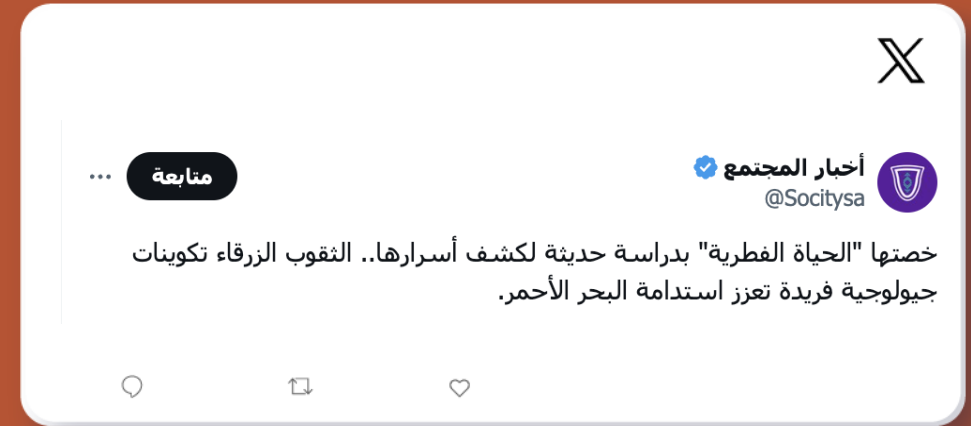 أخبار المجتمع
@Socitysa
متابعة
خصتها "الحياة الفطرية" بدراسة حديثة لكشف أسرارها.. الثقوب الزرقاء تكوينات
جيولوجية فريدة تعزز استدامة البحر الأحمر.